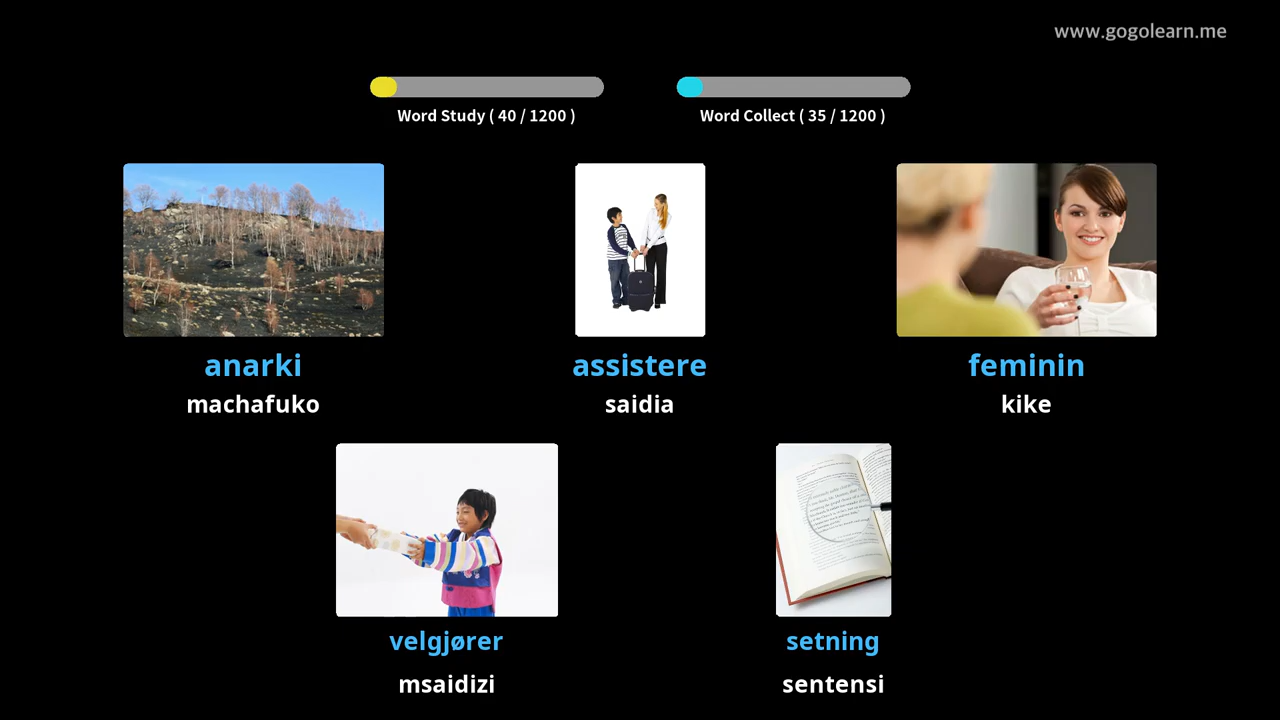 www.gogolearn.me
Word Study ( 40 / 1200 )
Word Collect ( 35 / 1200 )
anarki
machafuko
assistere
saidia
feminin
kike
velgjører
msaidizi
setning
sentensi